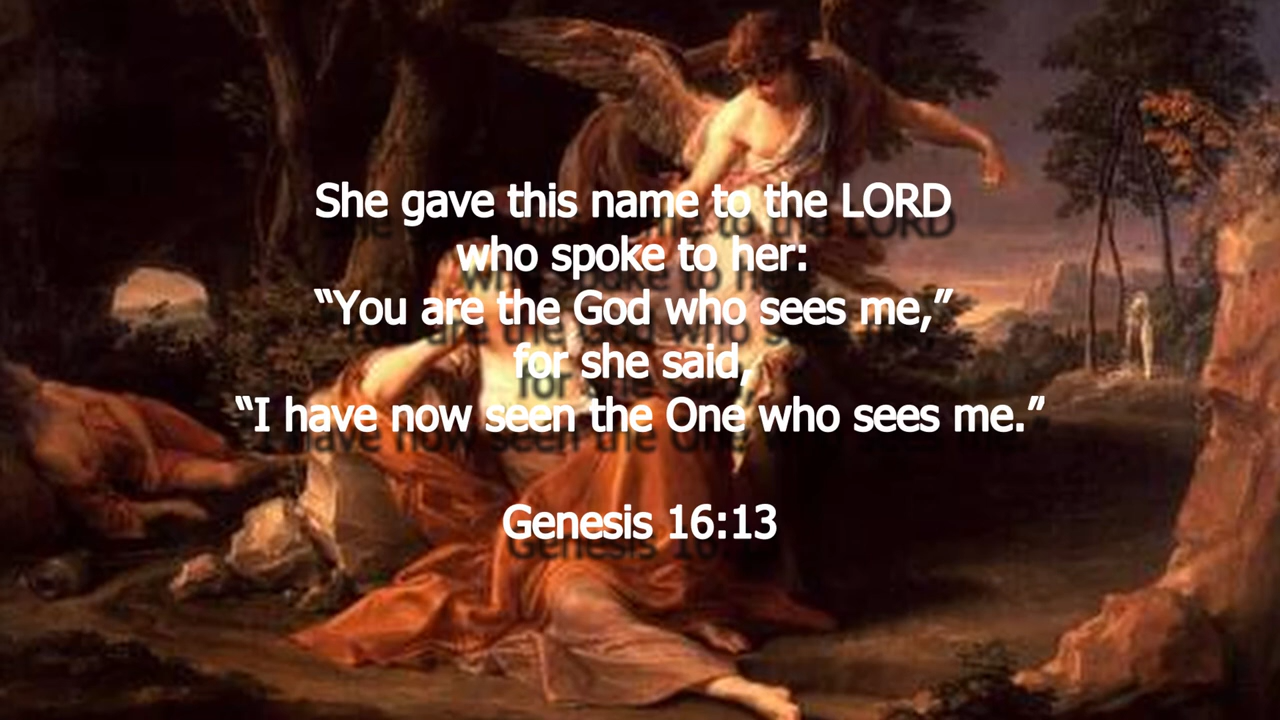 She gave this name to the LORD
who spoke to her:
“You are the God who sees me,”
for she said,
“I have now seen the One who sees me.”
Genesis 16:13